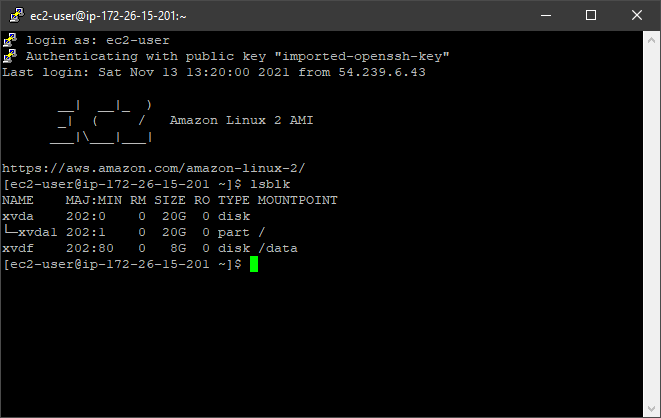 ec2-user@ip-172-26-15-201:~
login as: ec2-user
Authenticating with public key "imported-openssh-key"
Last login: Sat Nov 13 13:20:00 2021 from 54.239.6.43
       __|  __|_  )
       _|  (     /   Amazon Linux 2 AMI
      ___|\___|___|
https://aws.amazon.com/amazon-linux-2/
[ec2-user@ip-172-26-15-201 ~]$ lsblk
NAME    MAJ:MIN RM SIZE RO TYPE MOUNTPOINT
xvda    202:0    0  20G  0 disk
└─xvda1 202:1    0  20G  0 part /
xvdf    202:80   0   8G  0 disk /data
[ec2-user@ip-172-26-15-201 ~]$